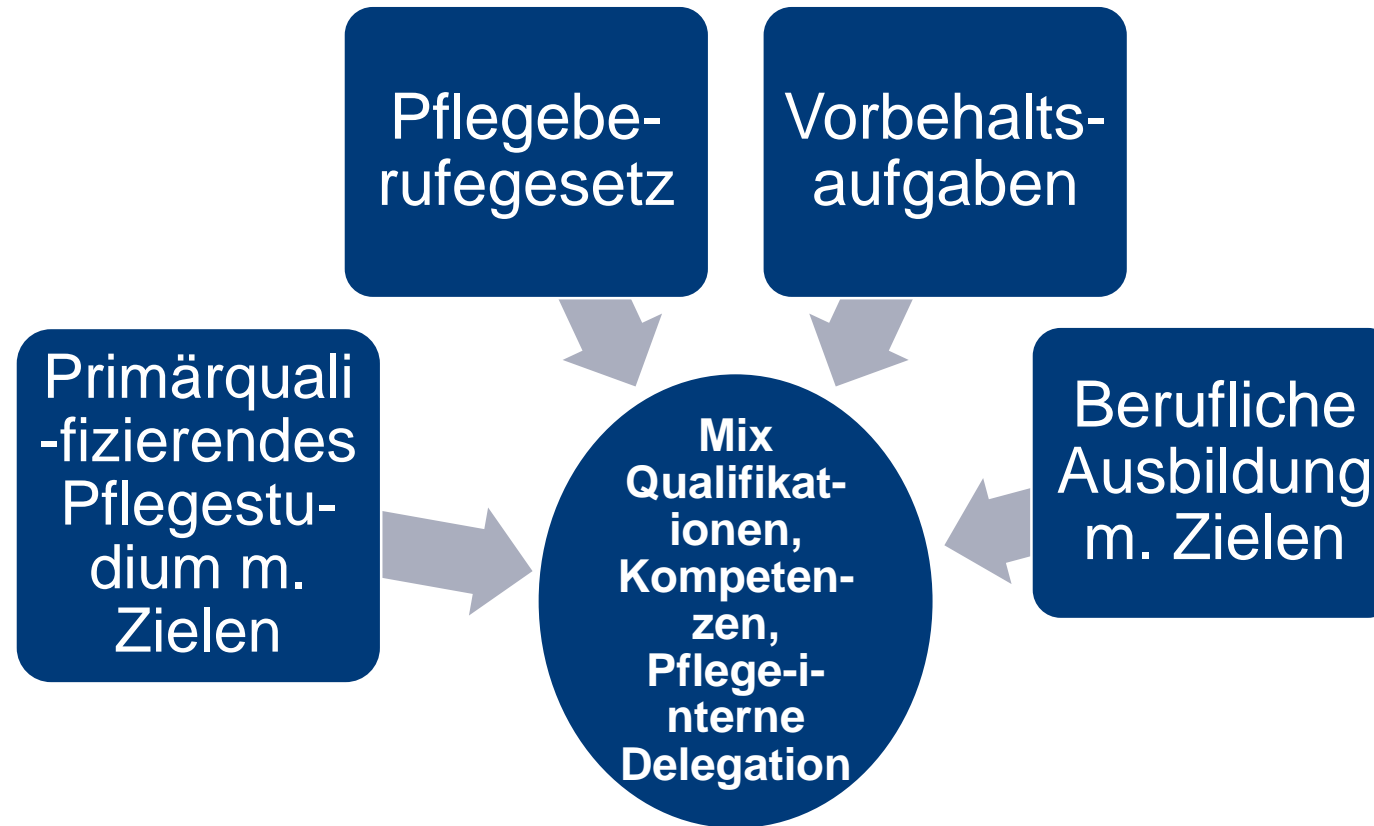 Pflegebe-
rufegesetz
Vorbehalts-
aufgaben
Primärquali
-fizierendes
Pflegestu-
dium m.
Zielen
Mix
Qualifikat-
ionen,
Kompeten-
zen,
Pflege-i-
nterne
Delegation
Berufliche
Ausbildung
m. Zielen